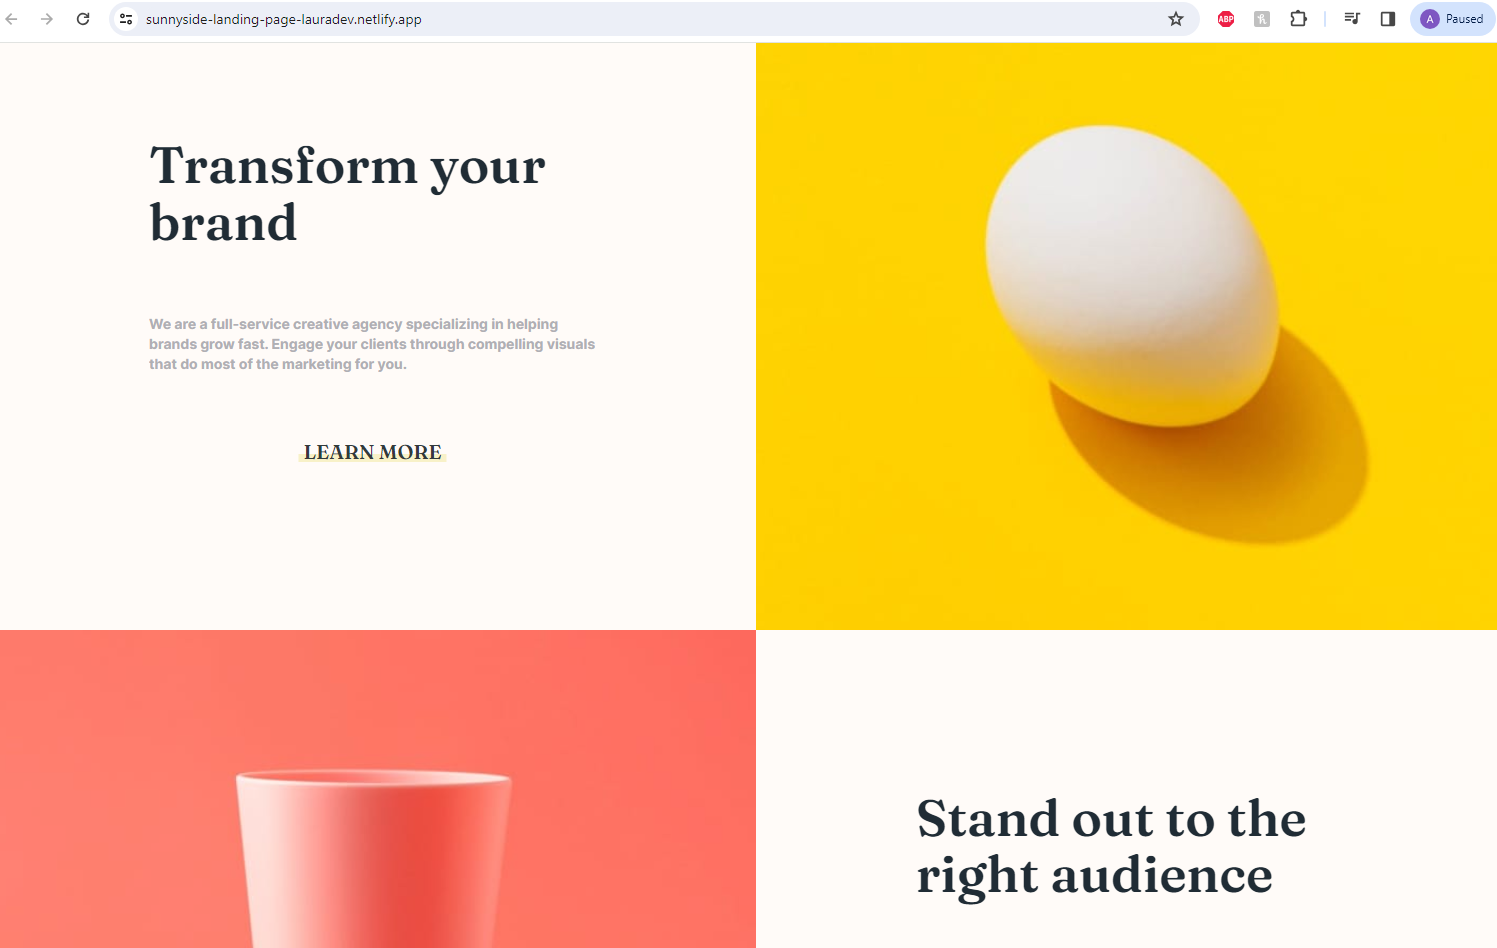 sunnyside-landing-page-lauradev.netlify.app
ABP
A
Paused
Transform your
brand
We are a full-service creative agency specializing in helping
brands grow fast. Engage your clients through compelling visuals
that do most of the marketing for you.
LEARN MORE
Stand out to the
right audience